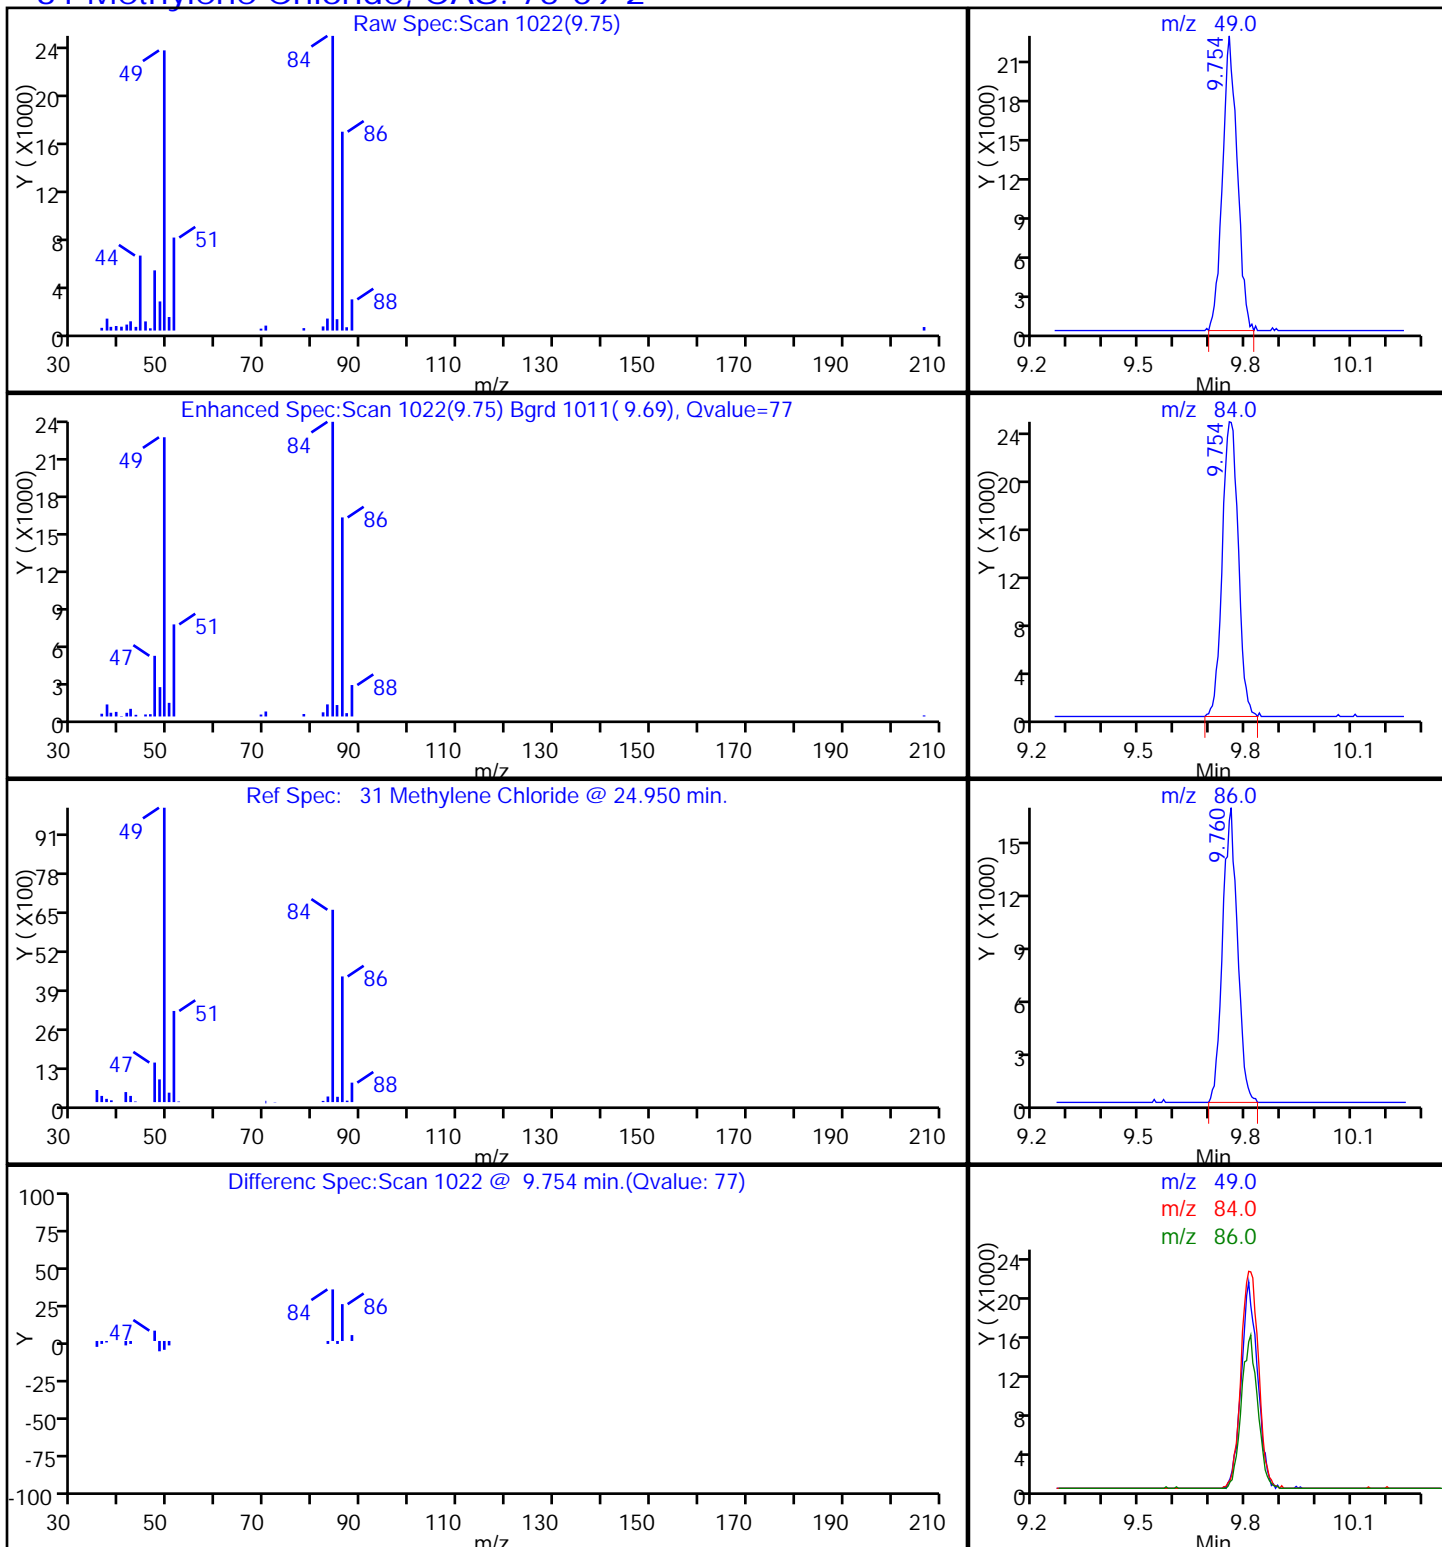 Raw Spec:Scan 1022(9.75)
Y ( X1000)
24
20
16
12
8
4
0
49
84
86
51
44
88
30 50 70 90 110 130 150 170 190 210
m/z
m/z 49.0
Y ( X1000)
21
18
15
12
9
6
3
0
9.754
9.2 9.5 9.8 10.1
Min
Enhanced Spec:Scan 1022(9.75) Bgrd 1011( 9.69), Qvalue=77
Y ( X1000)
24
21
18
15
12
9
6
3
0
49
84
86
51
47
88
30 50 70 90 110 130 150 170 190 210
m/z
m/z 84.0
Y ( X1000)
24
20
16
12
8
4
0
9.754
9.2 9.5 9.8 10.1
Min
Ref Spec: 31 Methylene Chloride @ 24.950 min.
Y ( X100)
91
78
65
52
39
26
13
0
49
84
86
51
47
88
30 50 70 90 110 130 150 170 190 210
m/z
m/z 86.0
Y ( X1000)
15
12
9
6
3
0
9.760
9.2 9.5 9.8 10.1
Min
Differenc Spec:Scan 1022 @ 9.754 min.(Qvalue: 77)
Y
100
75
50
25
0
-25
-50
-75
-100
84
86
47
30 50 70 90 110 130 150 170 190 210
m/z
m/z 49.0
m/z 84.0
m/z 86.0
Y ( X1000)
24
20
16
12
8
4
0
9.2 9.5 9.8 10.1
Min